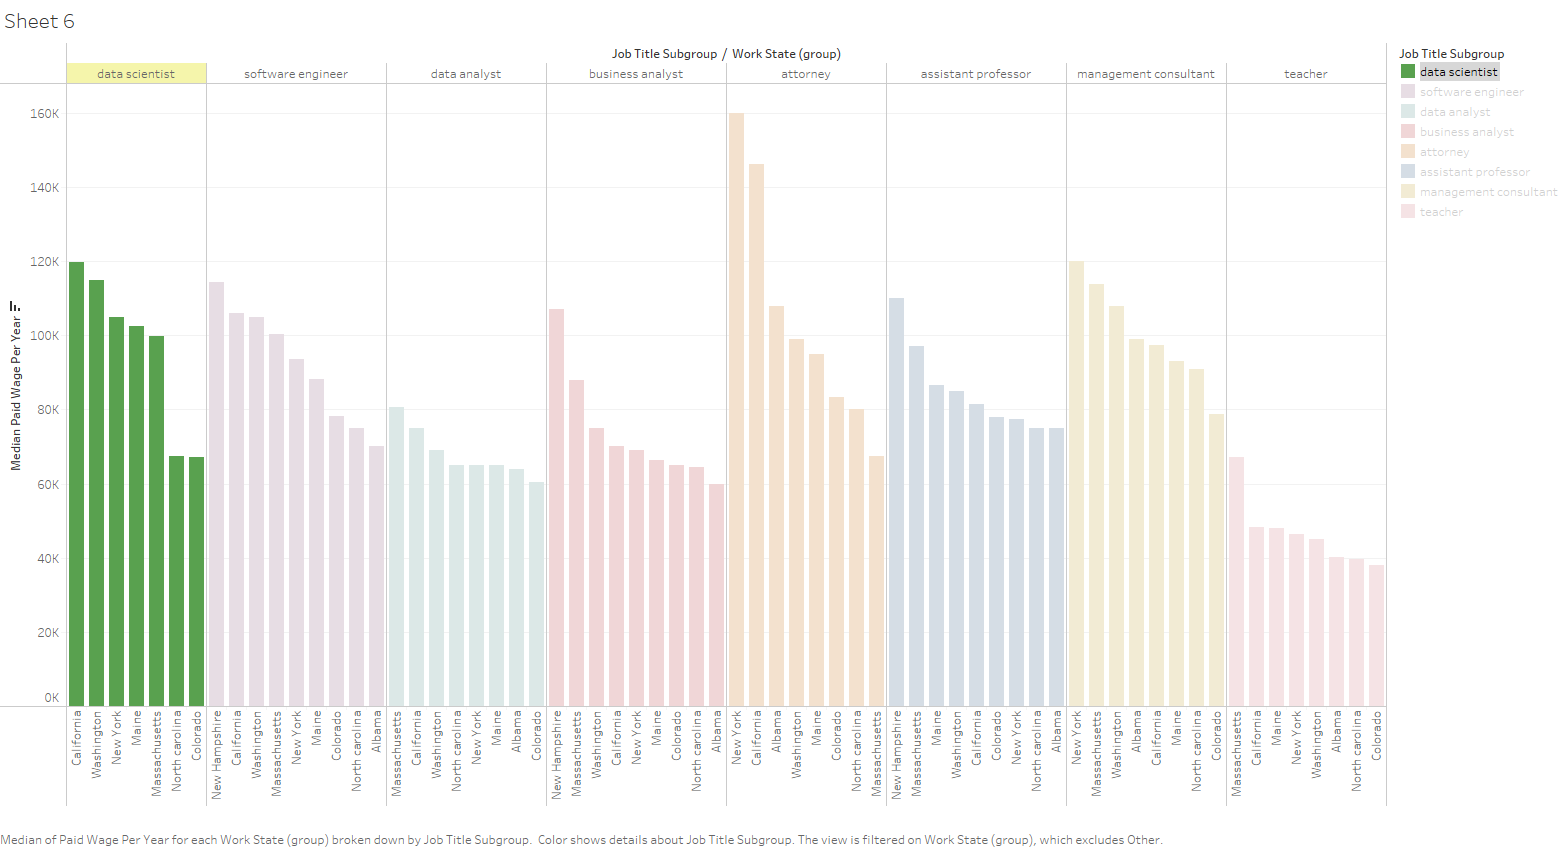 Sheet 6
Job Title Subgroup / Work State (group)
data scientist software engineer data analyst business analyst attorney assistant professor management consultant teacher
Median Paid Wage Per Year
160K
140K
120K
100K
80K
60K
40K
20K
0K
California Washington New York Maine Massachusetts North carolina Colorado
New Hampshire California Washington Massachusetts New York Maine Colorado North carolina Albama
Massachusetts California Washington North carolina New York Maine Albama Colorado
New Hampshire Massachusetts Washington California New York Maine Colorado North carolina Albama
New York California Albama Washington Maine Colorado North carolina Massachusetts
New Hampshire Massachusetts Maine Washington California Colorado New York North carolina Albama
New York Massachusetts Washington Albama California Maine North carolina Colorado
Massachusetts California Maine New York Washington Albama North carolina Colorado
Job Title Subgroup
data scientist
software engineer
data analyst
business analyst
attorney
assistant professor
management consultant
teacher
Median of Paid Wage Per Year for each Work State (group) broken down by Job Title Subgroup. Color shows details about Job Title Subgroup. The view is filtered on Work State (group), which excludes Other.